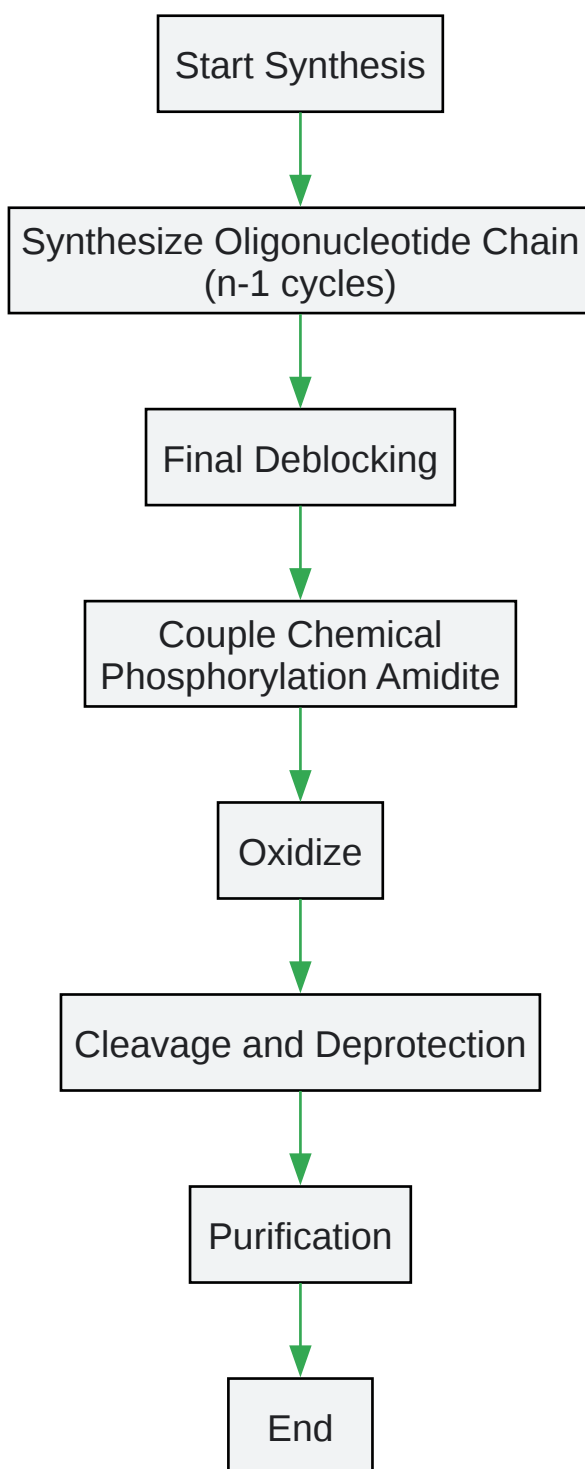 Start Synthesis
Synthesize Oligonucleotide Chain
(n-1 cycles)
Final Deblocking
Couple Chemical
Phosphorylation Amidite
Oxidize
Cleavage and Deprotection
Purification
End